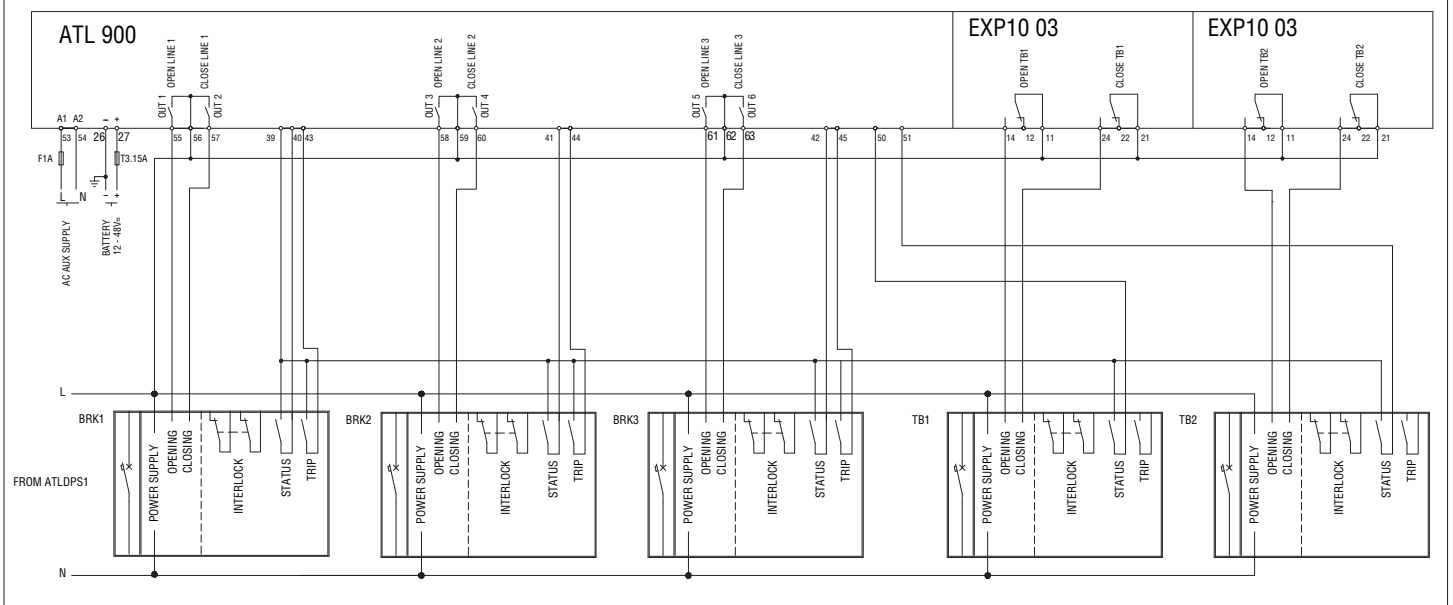 ATL 900
EXP10 03
EXP10 03
OPEN LINE 1
CLOSE LINE 1
OPEN LINE 2
CLOSE LINE 2
OPEN LINE 3
CLOSE LINE 3
OPEN TB1
CLOSE TB1
OPEN TB2
CLOSE TB2
OUT 1
OUT 2
OUT 3
OUT 4
OUT 5
OUT 6
A1 A2 - +
53 54 26 27 55 56 57 39 40 43 58 59 60 41 44 61 62 63 42 45 50 51 14 12 11 24 22 21 14 12 11 24 22 21
F1A
T3.15A
L N - +
AC AUX SUPPLY
BATTERY
12 - 48V=
L
BRK1
BRK2
BRK3
TB1
TB2
FROM ATLDPS1
POWER SUPPLY
OPENING
CLOSING
INTERLOCK
STATUS
TRIP
POWER SUPPLY
OPENING
CLOSING
INTERLOCK
STATUS
TRIP
POWER SUPPLY
OPENING
CLOSING
INTERLOCK
STATUS
TRIP
POWER SUPPLY
OPENING
CLOSING
INTERLOCK
STATUS
TRIP
POWER SUPPLY
OPENING
CLOSING
INTERLOCK
STATUS
TRIP
N